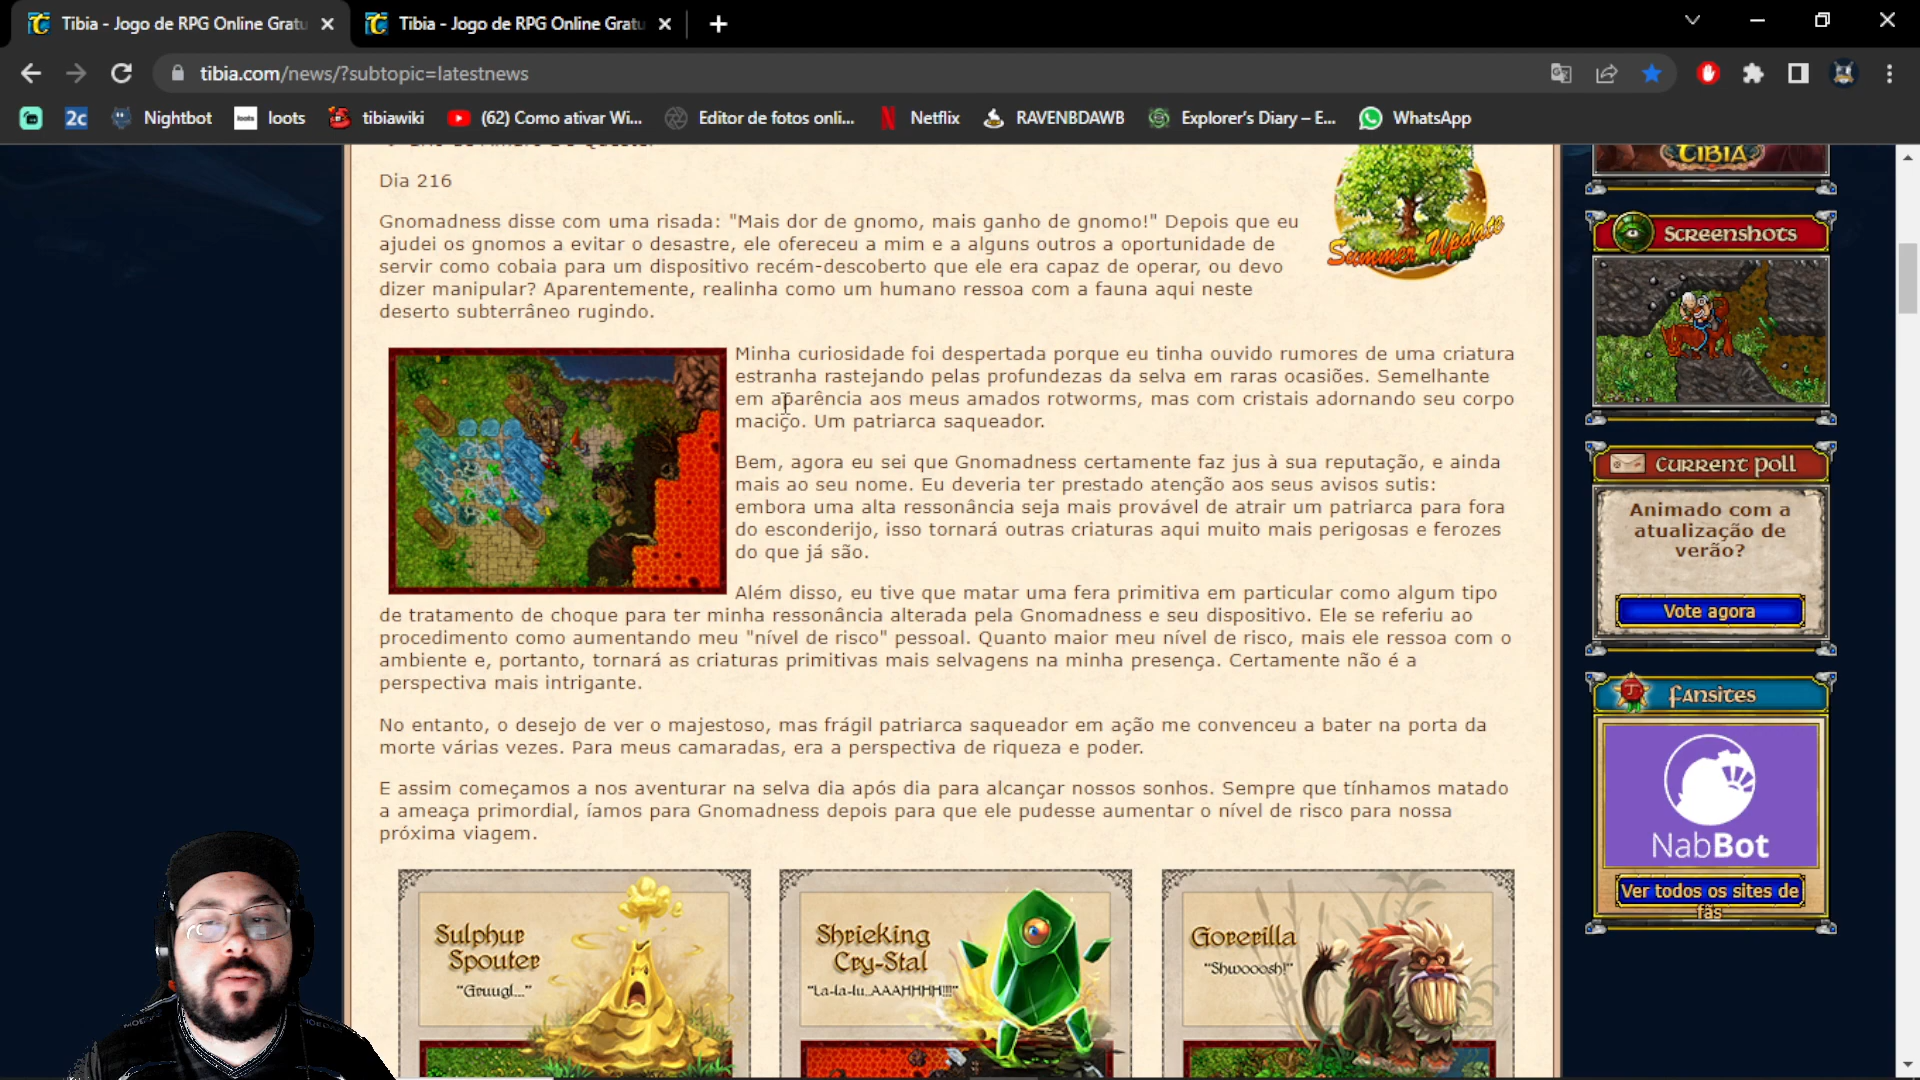 Tibia - Jogo de RPG Online Gratu
Tibia - Jogo de RPG Online Gratu
tibia.com/news/?subtopic=latestnews
2c
Nightbot
loots
loots
tibiawiki
(62) Como ativar Wi...
Editor de fotos onli...
Netflix
RAVENBDAWB
Explorer's Diary – E...
WhatsApp
Dia 216
Gnomadness disse com uma risada: "Mais dor de gnomo, mais ganho de gnomo!" Depois que eu
ajudei os gnomos a evitar o desastre, ele ofereceu a mim e a alguns outros a oportunidade de
servir como cobaia para um dispositivo recém-descoberto que ele era capaz de operar, ou devo
dizer manipular? Aparentemente, realinha como um humano ressoa com a fauna aqui neste
deserto subterrâneo rugindo.
Summer Update
Minha curiosidade foi despertada porque eu tinha ouvido rumores de uma criatura
estranha rastejando pelas profundezas da selva em raras ocasiões. Semelhante
em aparência aos meus amados rotworms, mas com cristais adornando seu corpo
maciço. Um patriarca saqueador.
Bem, agora eu sei que Gnomadness certamente faz jus à sua reputação, e ainda
mais ao seu nome. Eu deveria ter prestado atenção aos seus avisos sutis:
embora uma alta ressonância seja mais provável de atrair um patriarca para fora
do esconderijo, isso tornará outras criaturas aqui muito mais perigosas e ferozes
do que já são.
Além disso, eu tive que matar uma fera primitiva em particular como algum tipo
de tratamento de choque para ter minha ressonância alterada pela Gnomadness e seu dispositivo. Ele se referiu ao
procedimento como aumentando meu "nível de risco" pessoal. Quanto maior meu nível de risco, mais ele ressoa com o
ambiente e, portanto, tornará as criaturas primitivas mais selvagens na minha presença. Certamente não é a
perspectiva mais intrigante.
No entanto, o desejo de ver o majestoso, mas frágil patriarca saqueador em ação me convenceu a bater na porta da
morte várias vezes. Para meus camaradas, era a perspectiva de riqueza e poder.
E assim começamos a nos aventurar na selva dia após dia para alcançar nossos sonhos. Sempre que tínhamos matado
a ameaça primordial, íamos para Gnomadness depois para que ele pudesse aumentar o nível de risco para nossa
próxima viagem.
Sulphur
Spouter
"Gruugl..."
Shrieking
Cry-Stal
"La-la-lu..AAAHHHH!!!!"
Gorerilla
"Shwoooosh!"
TIBIA
Screenshots
Current Poll
Animado com a
atualização de
verão?
Vote agora
Fansites
NabBot
Ver todos os sites de
fãs